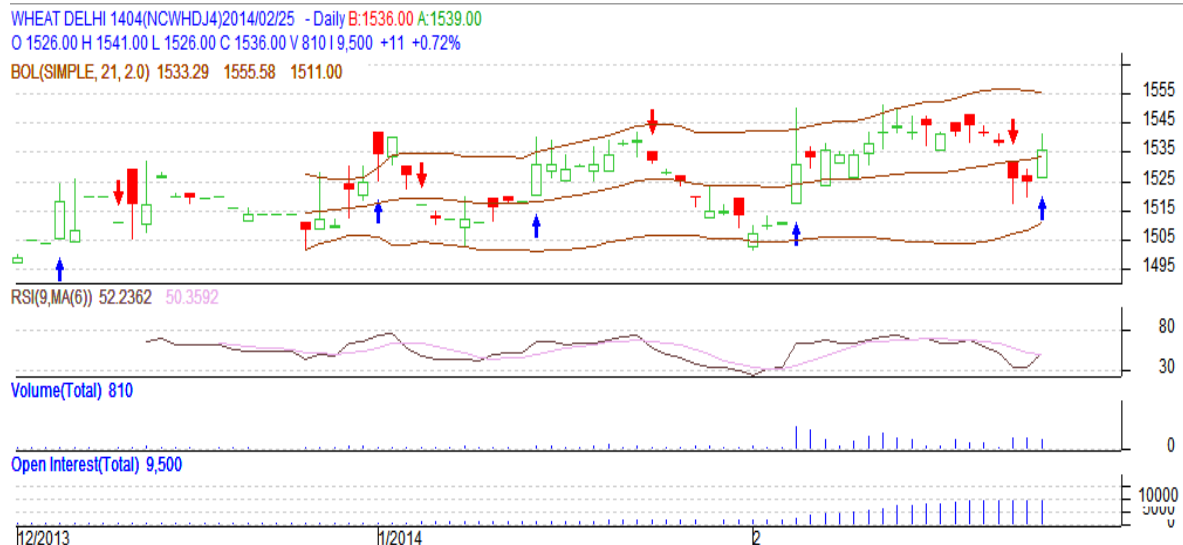 WHEAT DELHI 1404(NCWHDJ4)2014/02/25 - Daily B:1536.00 A:1539.00
O 1526.00 H 1541.00 L 1526.00 C 1536.00 V 810 I 9,500 +11 +0.72%
BOL(SIMPLE, 21, 2.0) 1533.29 1555.58 1511.00
1555
1545
1535
1525
1515
1505
1495
RSI(9,MA(6)) 52.2362 50.3592
80
30
Volume(Total) 810
0
Open Interest(Total) 9,500
10000
5000
0
12/2013 1/2014 2